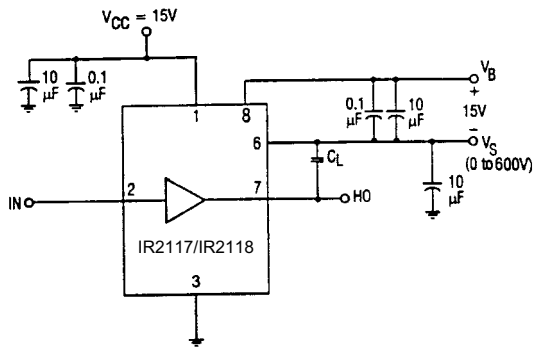 VCC = 15V
10 μF
0.1 μF
1
8
VB
+
0.1 μF
10 μF
15V
−
VS
(0 to 600V)
6
CL
10 μF
IN
2
7
HO
IR2117/IR2118
3